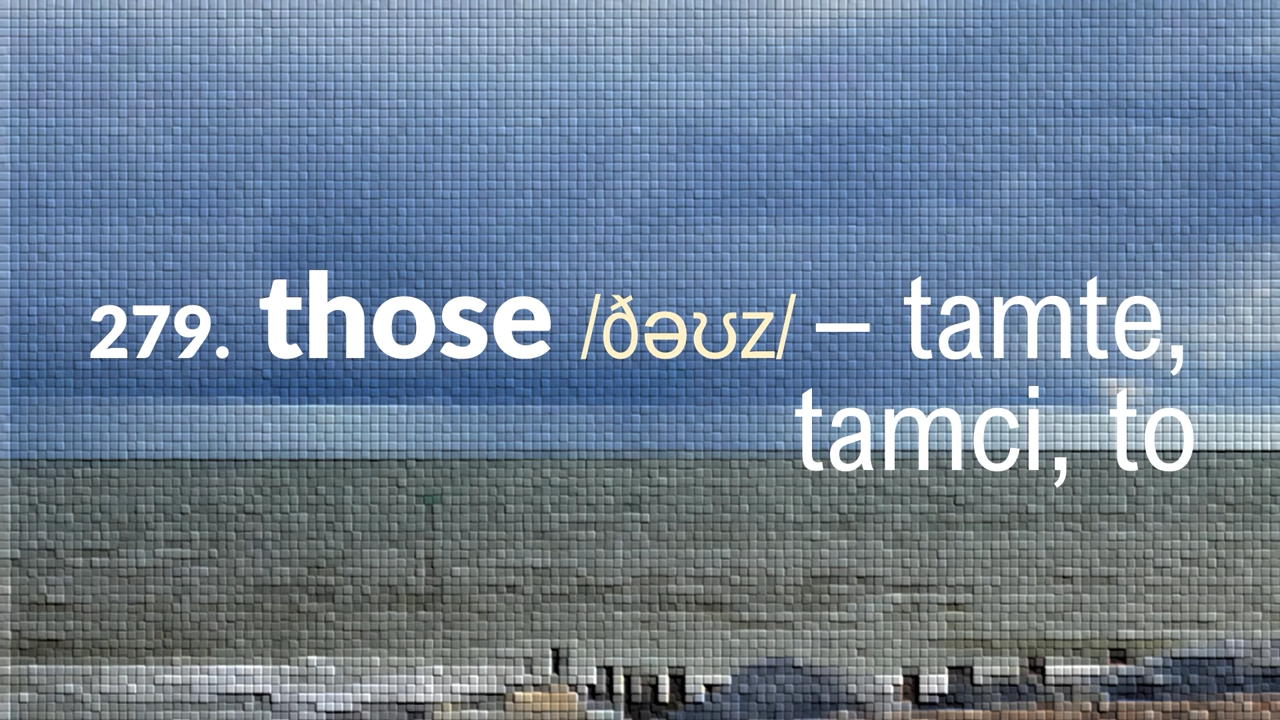 279. those /ðəʊz/ – tamte,
tamci, to